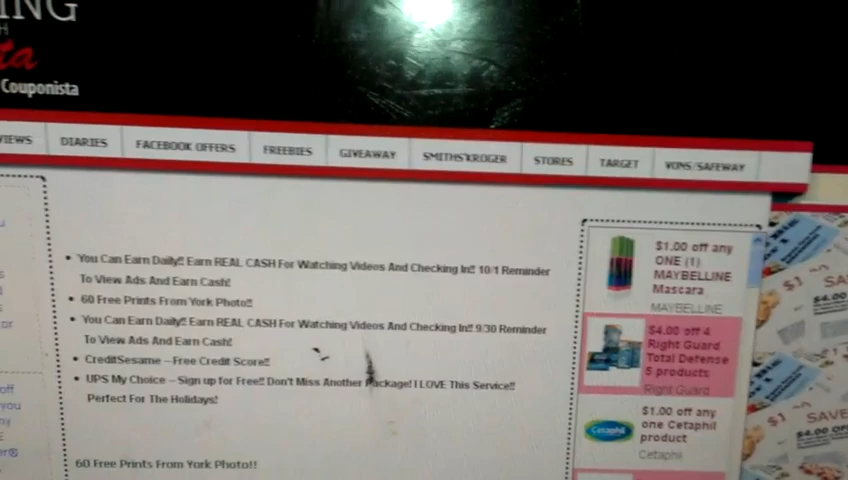 ING
H
ta
Couponista
VIEWS
DIARIES
FACEBOOK OFFERS
FREEBIES
GIVEAWAY
SMITHS\KROGER
STORES
TARGET
VONS/SAFEWAY
You Can Earn Daily!! Earn REAL CASH For Watching Videos And Checking In!! 10/1 Reminder
To View Ads And Earn Cash!
60 Free Prints From York Photo!!
You Can Earn Daily!! Earn REAL CASH For Watching Videos And Checking In!! 9/30 Reminder
To View Ads And Earn Cash!
CreditSesame – Free Credit Score!!
UPS My Choice – Sign up for Free!! Don't Miss Another Package! I LOVE This Service!!
Perfect For The Holidays!
60 Free Prints From York Photo!!
$1.00 off any
ONE (1)
MAYBELLINE
Mascara
MAYBELLINE
$4.00 off 4
Right Guard
Total Defense
5 products
Right Guard
Cetaphil
$1.00 off any
one Cetaphil
product
Cetaphil
off
you
SAVE
$4.00